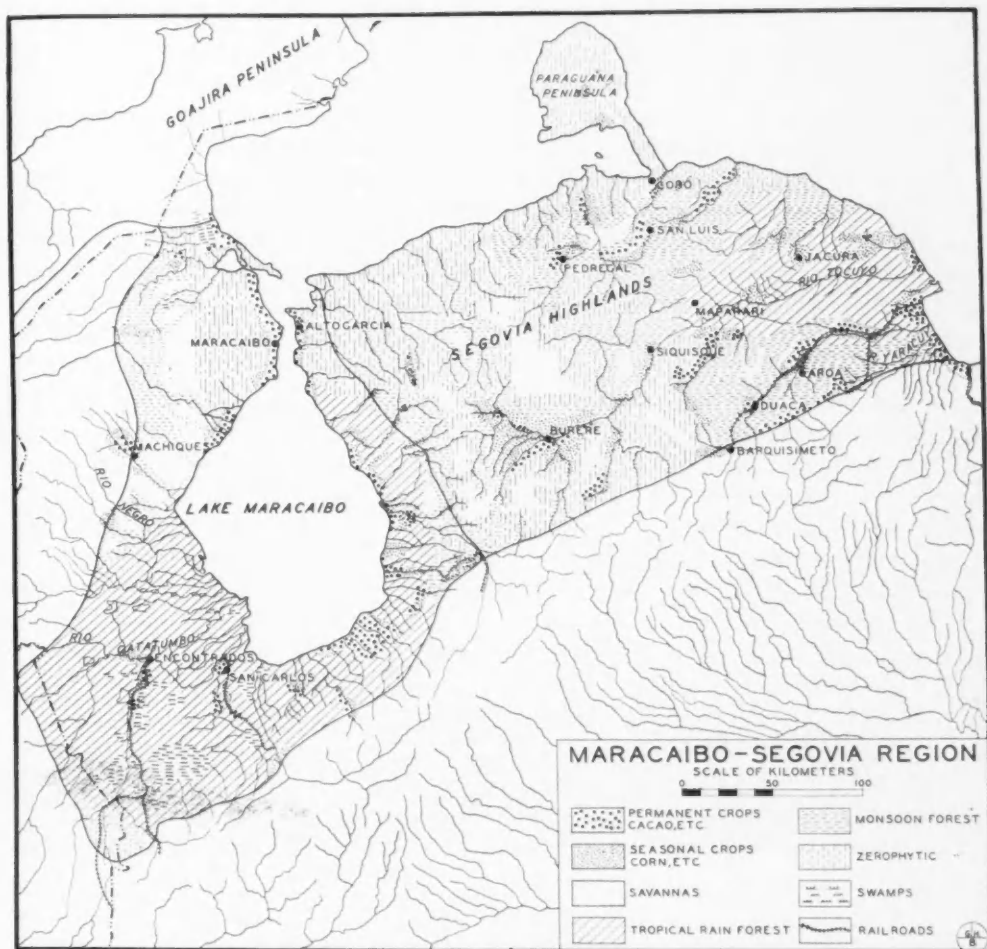 GOAJIRA PENINSULA
PARAGUANA
PENINSULA
CORO
SAN LUIS
PEDREGAL
JACURA
RIO TOCUYO
MAPARARI
SEGOVIA HIGHLANDS
ALTOGARCIA
MARACAIBO
SIQUISQUE
R. YARACUY
AROA
DUACA
BURERE
BARQUISIMETO
MACHIQUES
RIO NEGRO
LAKE MARACAIBO
RIO CATATUMBO
ENCONTRADOS
SAN CARLOS
MARACAIBO-SEGOVIA REGION
SCALE OF KILOMETERS
0 50 100
PERMANENT CROPS
CACAO, ETC
MONSOON FOREST
SEASONAL CROPS
CORN, ETC
ZEROPHYTIC
SAVANNAS
SWAMPS
TROPICAL RAIN FOREST
RAILROADS